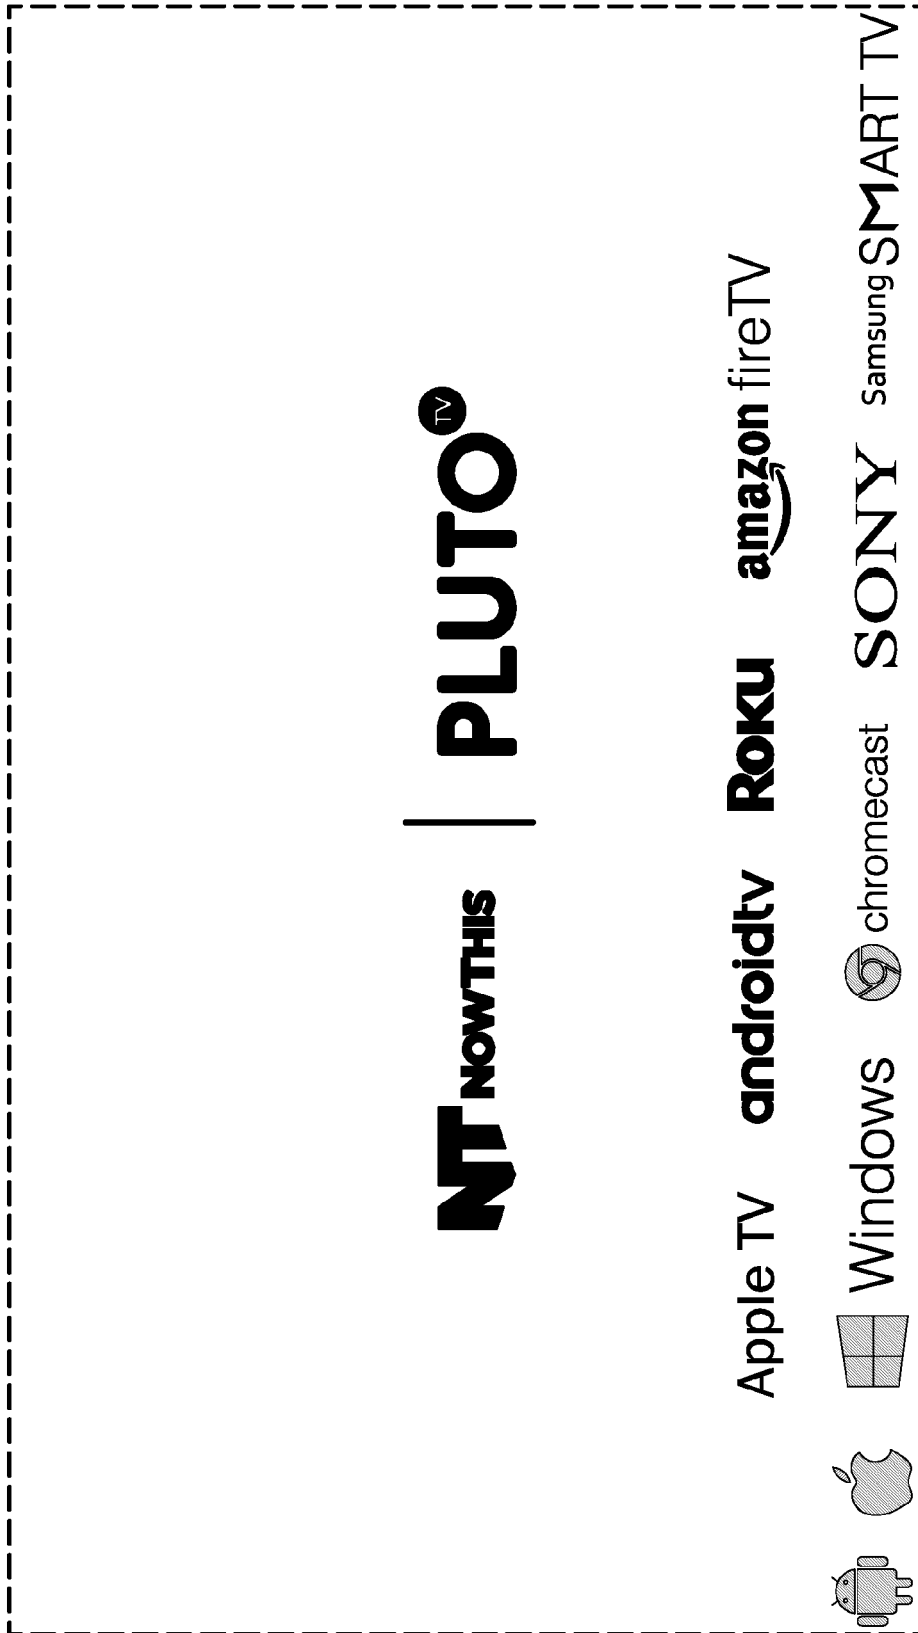 NT NOWTHIS | PLUTO TV
Apple TV androidtv ROKU amazon fireTV
Windows chromecast SONY Samsung SMART TV